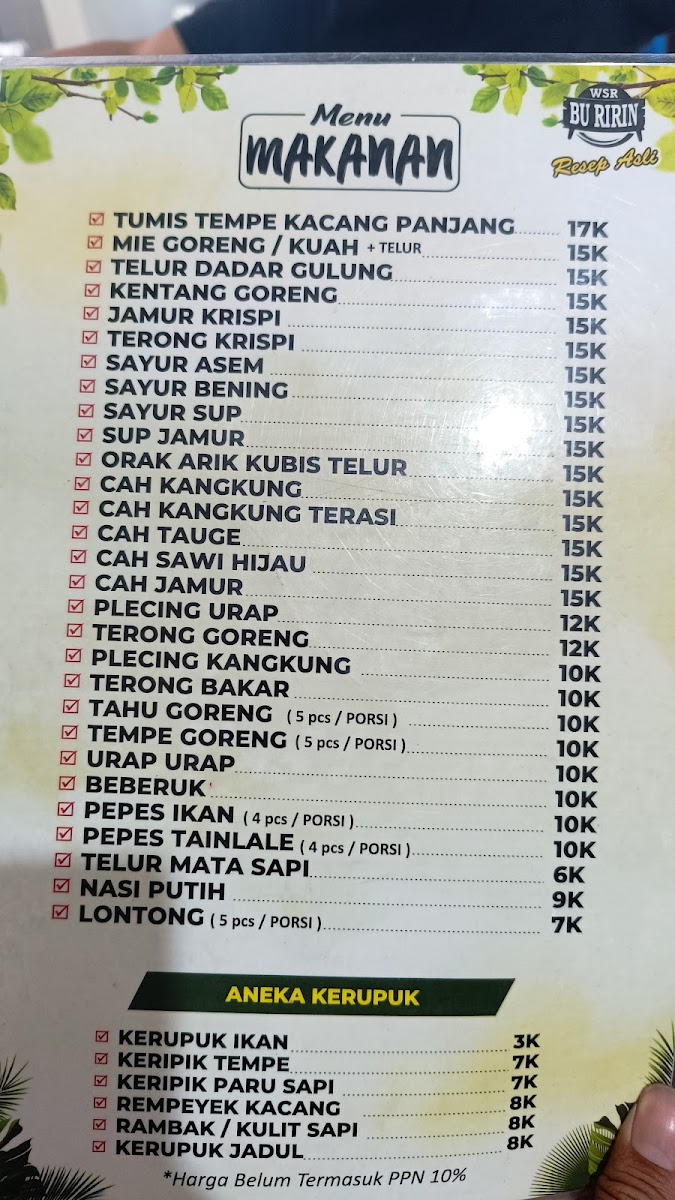 Menu
MAKANAN
WSR
BU RIRIN
Resep Asli
TUMIS TEMPE KACANG PANJANG 17K
MIE GORENG / KUAH + TELUR 15K
TELUR DADAR GULUNG 15K
KENTANG GORENG 15K
JAMUR KRISPI 15K
TERONG KRISPI 15K
SAYUR ASEM 15K
SAYUR BENING 15K
SAYUR SUP 15K
SUP JAMUR 15K
ORAK ARIK KUBIS TELUR 15K
CAH KANGKUNG 15K
CAH KANGKUNG TERASI 15K
CAH TAUGE 15K
CAH SAWI HIJAU 15K
CAH JAMUR 15K
PLECING URAP 12K
TERONG GORENG 12K
PLECING KANGKUNG 10K
TERONG BAKAR 10K
TAHU GORENG ( 5 pcs / PORSI ) 10K
TEMPE GORENG ( 5 pcs / PORSI ) 10K
URAP URAP 10K
BEBERUK 10K
PEPES IKAN ( 4 pcs / PORSI ) 10K
PEPES TAINLALE ( 4 pcs / PORSI ) 10K
TELUR MATA SAPI 6K
NASI PUTIH 9K
LONTONG ( 5 pcs / PORSI ) 7K
ANEKA KERUPUK
KERUPUK IKAN 3K
KERIPIK TEMPE 7K
KERIPIK PARU SAPI 7K
REMPEYEK KACANG 8K
RAMBAK / KULIT SAPI 8K
KERUPUK JADUL 8K
*Harga Belum Termasuk PPN 10%